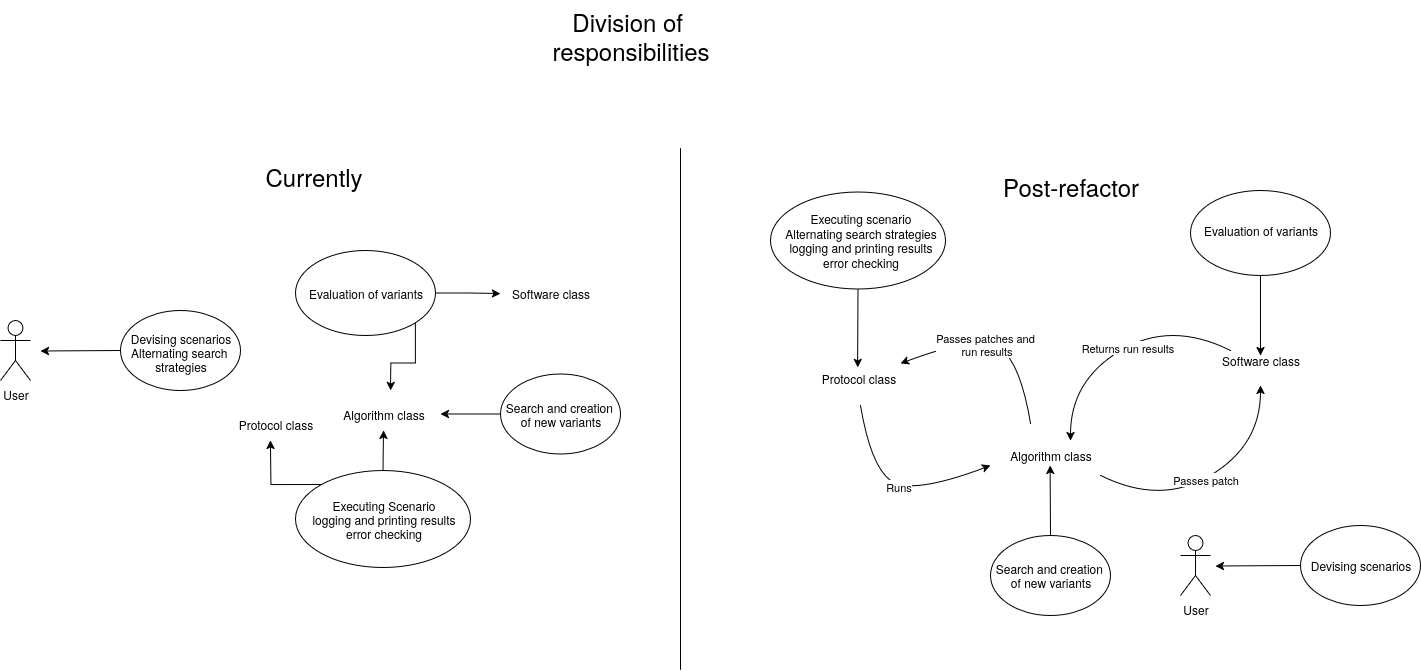 Division of
responsibilities
Currently
Evaluation of variants
Software class
Devising scenarios
Alternating search
strategies
User
Algorithm class
Search and creation
of new variants
Protocol class
Executing Scenario
logging and printing results
error checking
Post-refactor
Executing scenario
Alternating search strategies
logging and printing results
error checking
Evaluation of variants
Passes patches and
run results
Returns run results
Software class
Protocol class
Algorithm class
Runs
Passes patch
Search and creation
of new variants
Devising scenarios
User